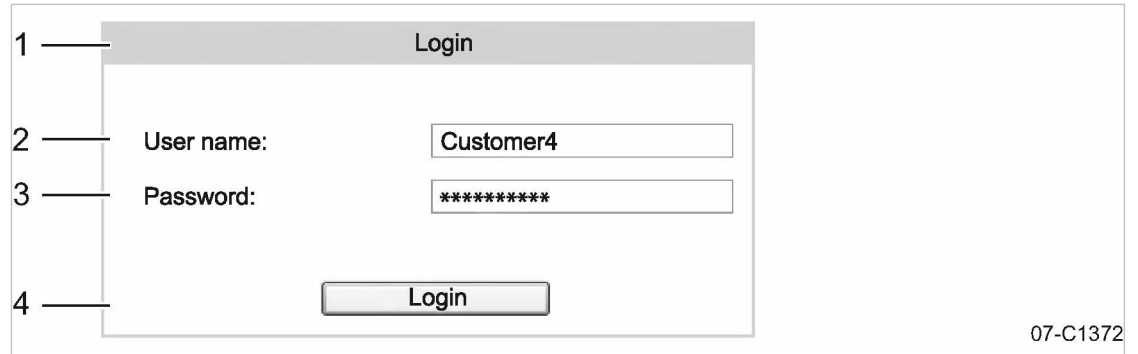 1 Login
2 User name: Customer4
3 Password: **********
4 Login
07-C1372